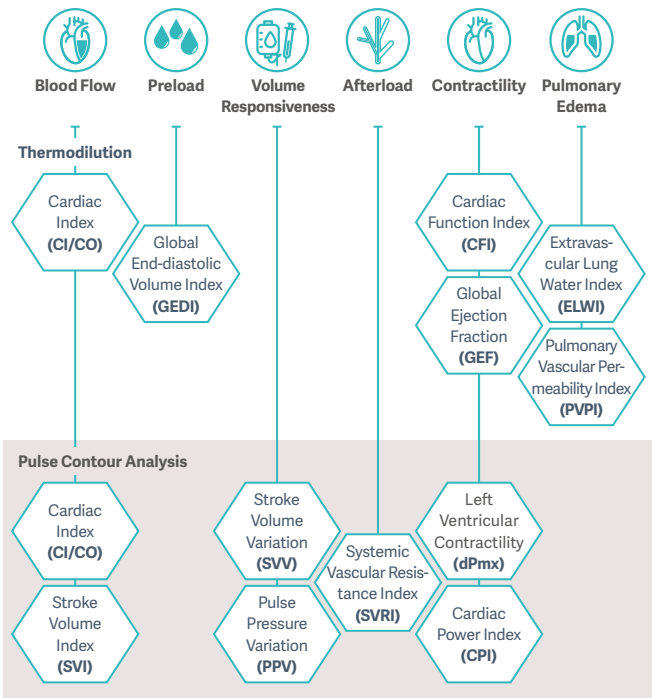 Blood Flow
Preload
Volume
Responsiveness
Afterload
Contractility
Pulmonary
Edema
Thermodilution
Cardiac
Index
(CI/CO)
Global
End-diastolic
Volume Index
(GEDI)
Cardiac
Function Index
(CFI)
Global
Ejection
Fraction
(GEF)
Extravas-
cular Lung
Water Index
(ELWI)
Pulmonary
Vascular Per-
meability Index
(PVPI)
Pulse Contour Analysis
Cardiac
Index
(CI/CO)
Stroke
Volume
Index
(SVI)
Stroke
Volume
Variation
(SVV)
Pulse
Pressure
Variation
(PPV)
Systemic
Vascular Resis-
tance Index
(SVRI)
Left
Ventricular
Contractility
(dPmx)
Cardiac
Power Index
(CPI)